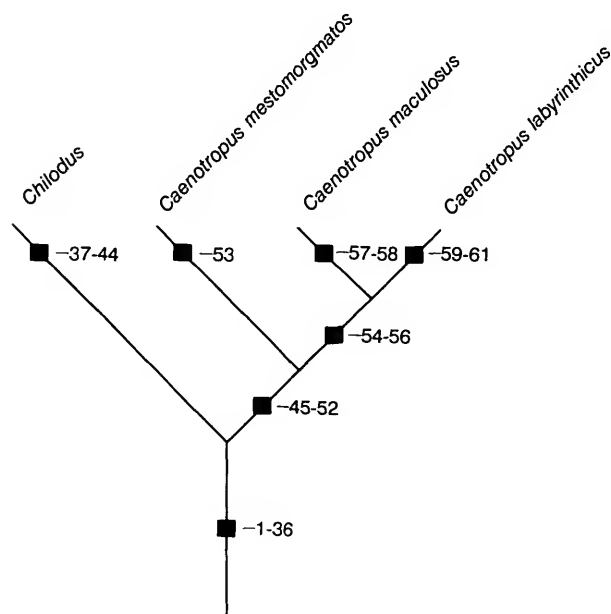 Chilodus
Caenotropus mestomorgmatos
Caenotropus maculosus
Caenotropus labyrinthicus
–37-44
–53
–57-58
–59-61
–54-56
–45-52
–1-36